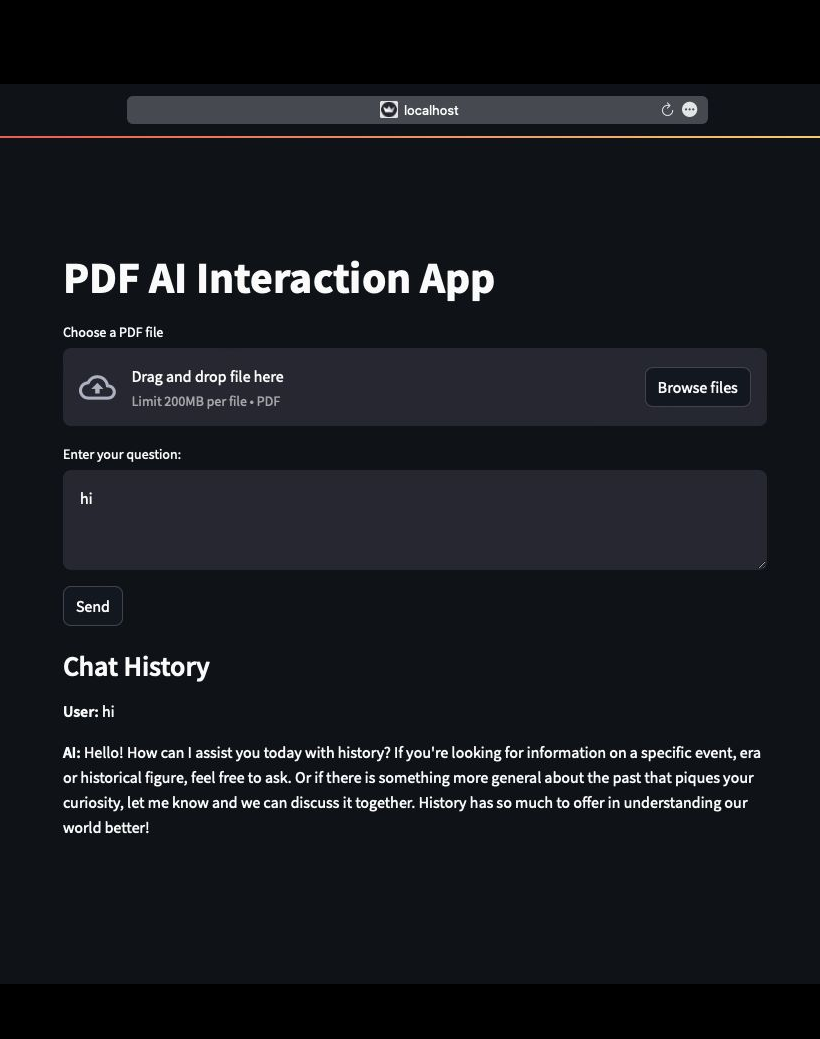 localhost
PDF AI Interaction App
Choose a PDF file
Drag and drop file here
Limit 200MB per file • PDF
Browse files
Enter your question:
hi
Send
Chat History
User: hi
AI: Hello! How can I assist you today with history? If you're looking for information on a specific event, era
or historical figure, feel free to ask. Or if there is something more general about the past that piques your
curiosity, let me know and we can discuss it together. History has so much to offer in understanding our
world better!